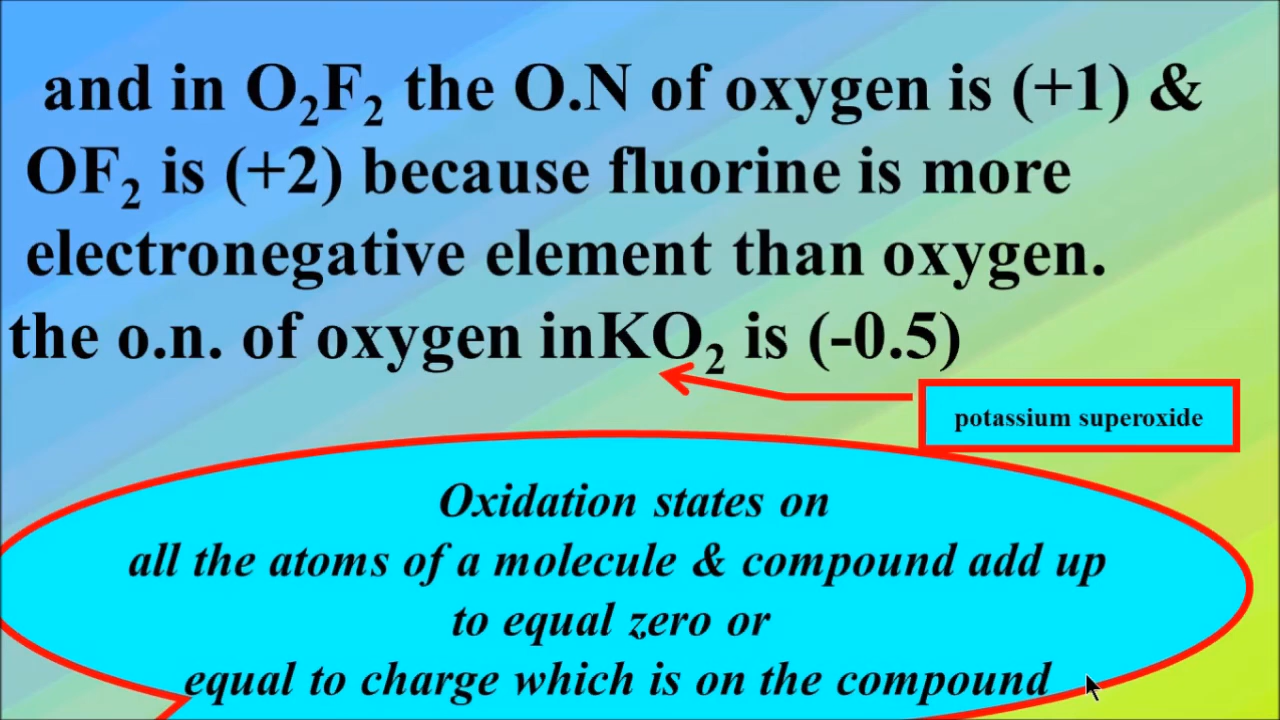 and in O₂F₂ the O.N of oxygen is (+1) &
OF₂ is (+2) because fluorine is more
electronegative element than oxygen.
the o.n. of oxygen inKO₂ is (-0.5)
potassium superoxide
Oxidation states on
all the atoms of a molecule & compound add up
to equal zero or
equal to charge which is on the compound